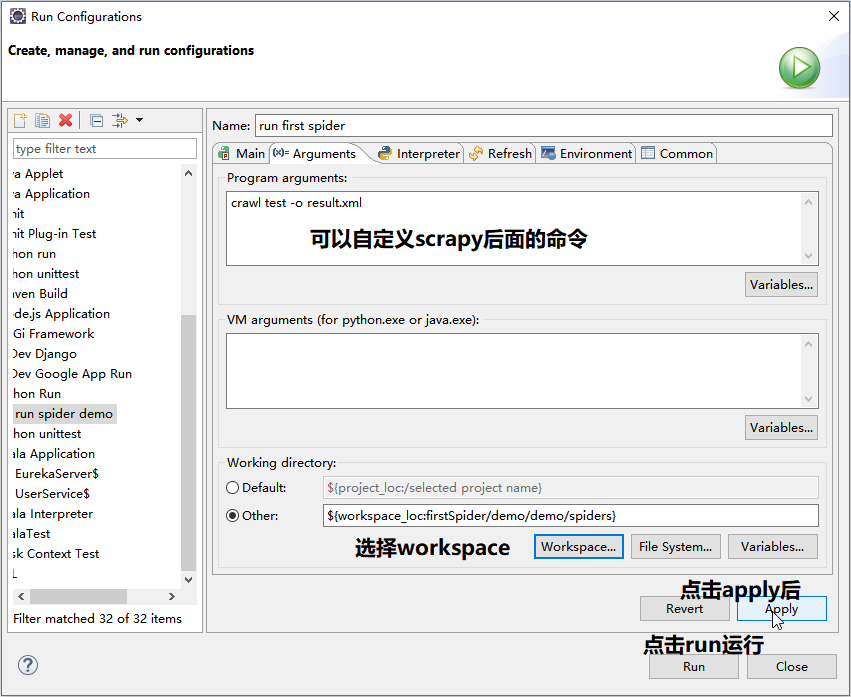 Run Configurations
Create, manage, and run configurations
Name: run first spider
type filter text
va Applet
va Application
nit
nit Plug-in Test
hon run
hon unittest
aven Build
de.js Application
Gi Framework
Dev Django
Dev Google App Run
hon Run
run spider demo
hon unittest
ala Application
EurekaServer$
UserService$
ala Interpreter
alaTest
sk Context Test
L
Filter matched 32 of 32 items
Main
(x)= Arguments
Interpreter
Refresh
Environment
Common
Program arguments:
crawl test -o result.xml
可以自定义scrapy后面的命令
Variables...
VM arguments (for python.exe or java.exe):
Variables...
Working directory:
Default: ${project_loc:/selected project name}
Other: ${workspace_loc:firstSpider/demo/demo/spiders}
选择workspace
Workspace... File System... Variables...
点击apply后
Revert Apply
点击run运行
Run Close